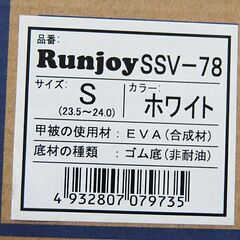 品番:
Runjoy SSV-78
サイズ: S (23.5~24.0) カラー: ホワイト
甲被の使用材:EVA(合成材)
底材の種類 :ゴム底(非耐油)
4 932807 079735